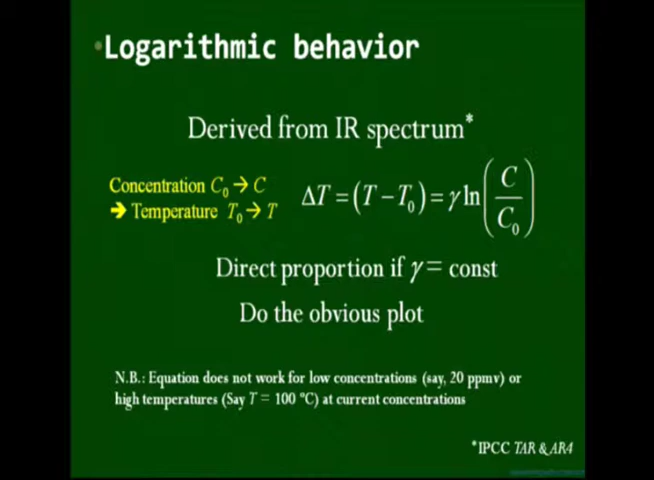 •Logarithmic behavior
Derived from IR spectrum*
Concentration C₀ → C
➔ Temperature T₀ → T
ΔT = (T − T₀) = γ ln(C/C₀)
Direct proportion if γ = const
Do the obvious plot
N.B.: Equation does not work for low concentrations (say, 20 ppmv) or
high temperatures (Say T = 100 °C) at current concentrations
*IPCC TAR & AR4